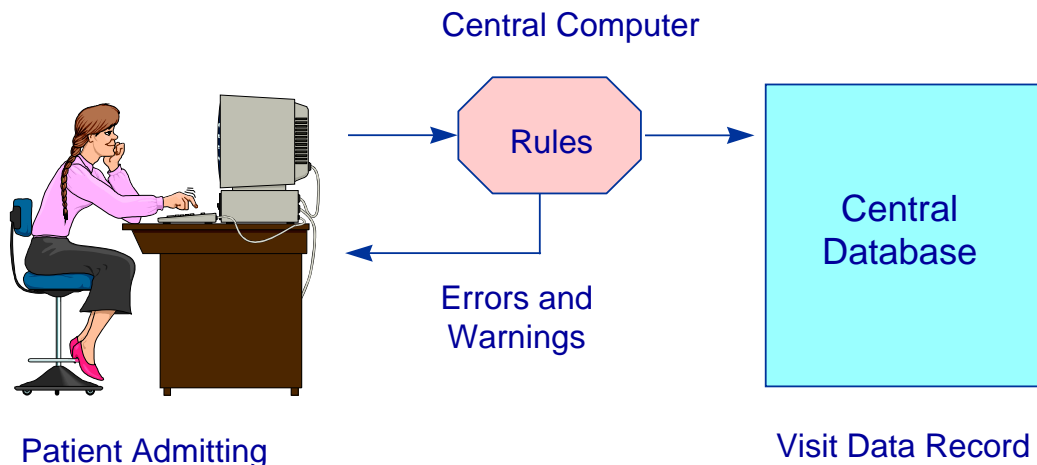 Central Computer
Rules
Central
Database
Errors and
Warnings
Patient Admitting
Visit Data Record